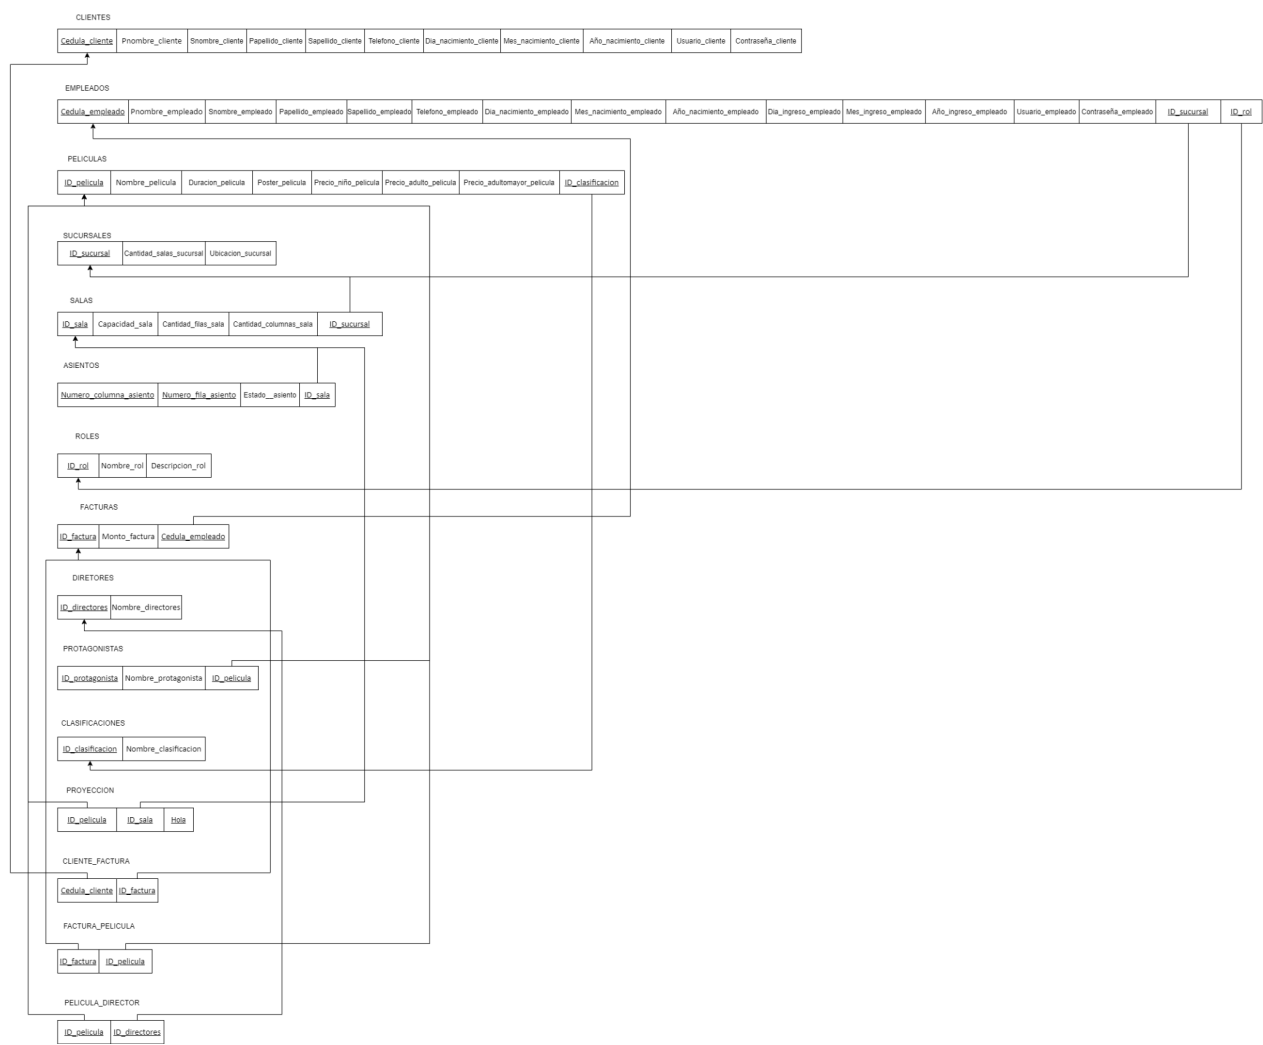 CLIENTES
Cedula_cliente Pnombre_cliente Snombre_cliente Papellido_cliente Sapellido_cliente Telefono_cliente Dia_nacimiento_cliente Mes_nacimiento_cliente Año_nacimiento_cliente Usuario_cliente Contraseña_cliente
EMPLEADOS
Cedula_empleado Pnombre_empleado Snombre_empleado Papellido_empleado Sapellido_empleado Telefono_empleado Dia_nacimiento_empleado Mes_nacimiento_empleado Año_nacimiento_empleado Dia_ingreso_empleado Mes_ingreso_empleado Año_ingreso_empleado Usuario_empleado Contraseña_empleado ID_sucursal ID_rol
PELICULAS
ID_pelicula Nombre_pelicula Duracion_pelicula Poster_pelicula Precio_niño_pelicula Precio_adulto_pelicula Precio_adultomayor_pelicula ID_clasificacion
SUCURSALES
ID_sucursal Cantidad_salas_sucursal Ubicacion_sucursal
SALAS
ID_sala Capacidad_sala Cantidad_filas_sala Cantidad_columnas_sala ID_sucursal
ASIENTOS
Numero_columna_asiento Numero_fila_asiento Estado__asiento ID_sala
ROLES
ID_rol Nombre_rol Descripcion_rol
FACTURAS
ID_factura Monto_factura Cedula_empleado
DIRETORES
ID_directores Nombre_directores
PROTAGONISTAS
ID_protagonista Nombre_protagonista ID_pelicula
CLASIFICACIONES
ID_clasificacion Nombre_clasificacion
PROYECCION
ID_pelicula ID_sala Hola
CLIENTE_FACTURA
Cedula_cliente ID_factura
FACTURA_PELICULA
ID_factura ID_pelicula
PELICULA_DIRECTOR
ID_pelicula ID_directores